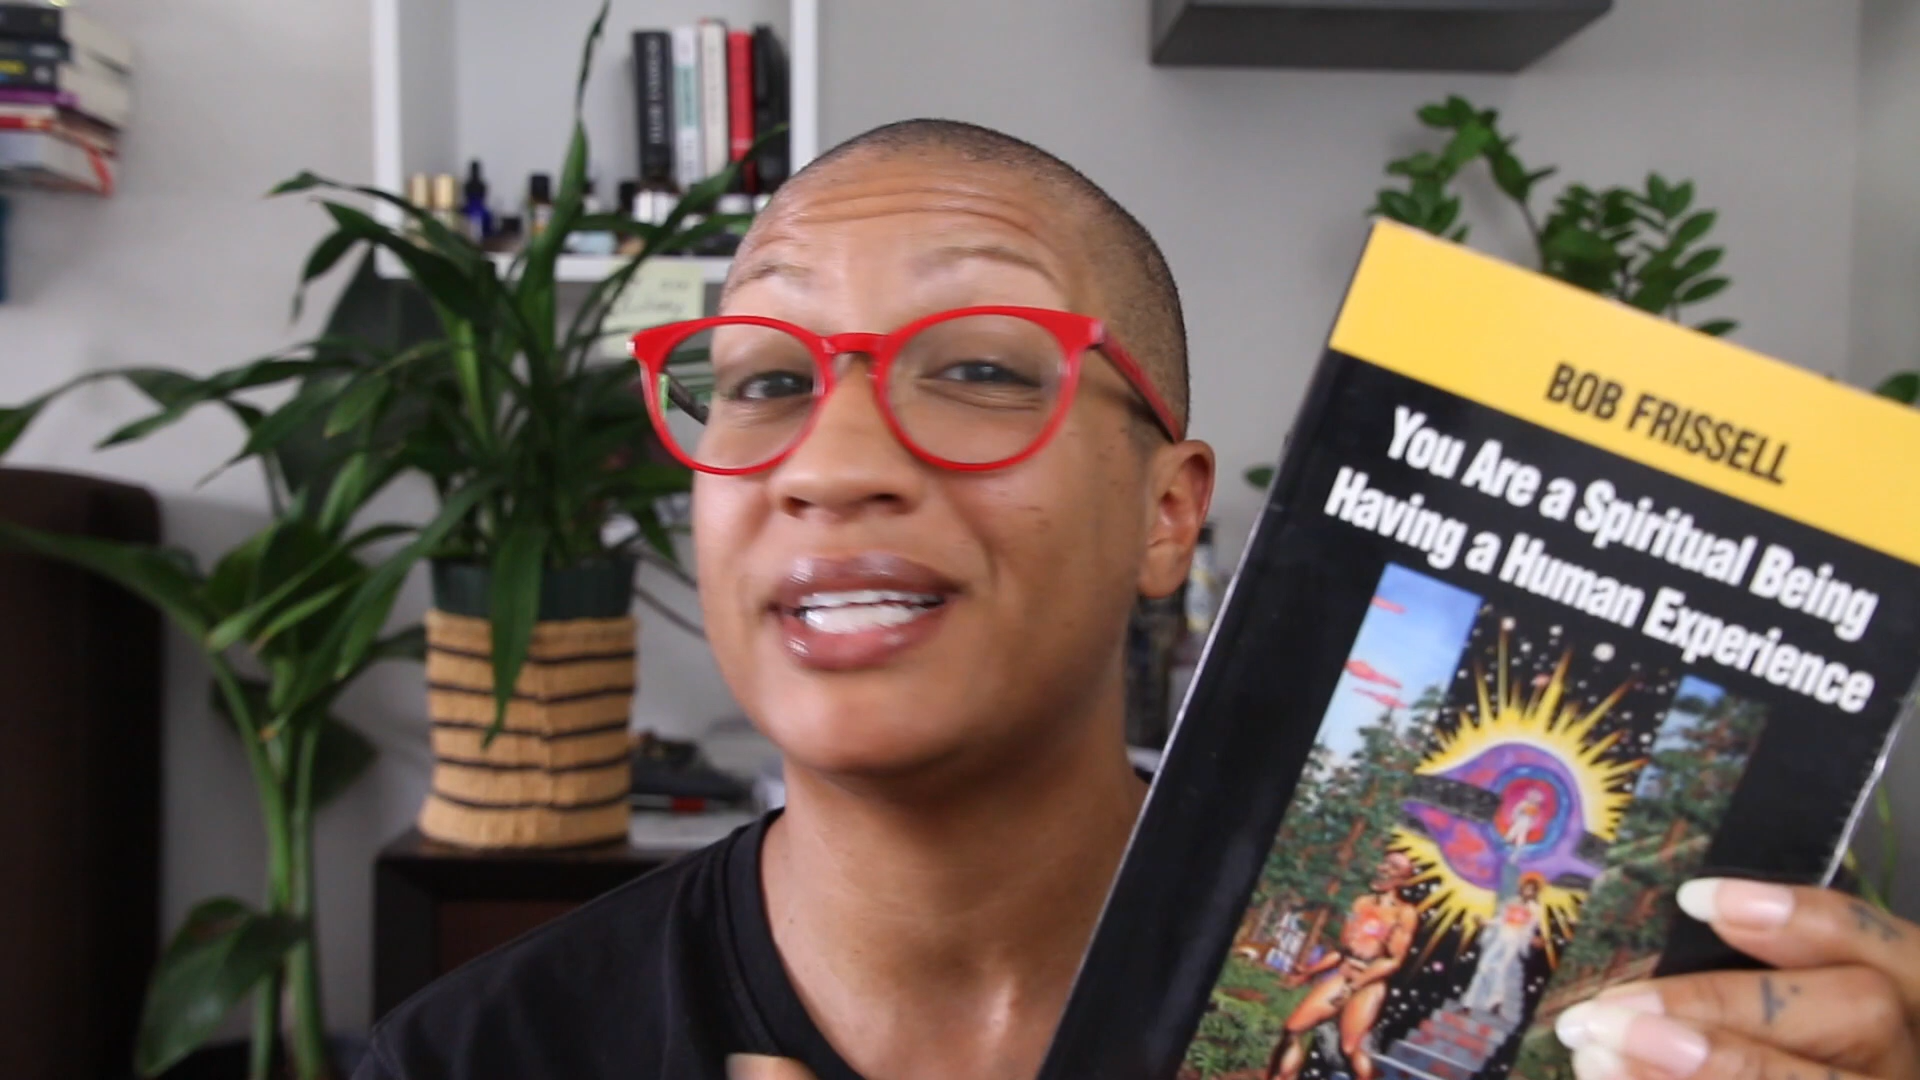 BOB FRISSELL
You Are a Spiritual Being
Having a Human Experience